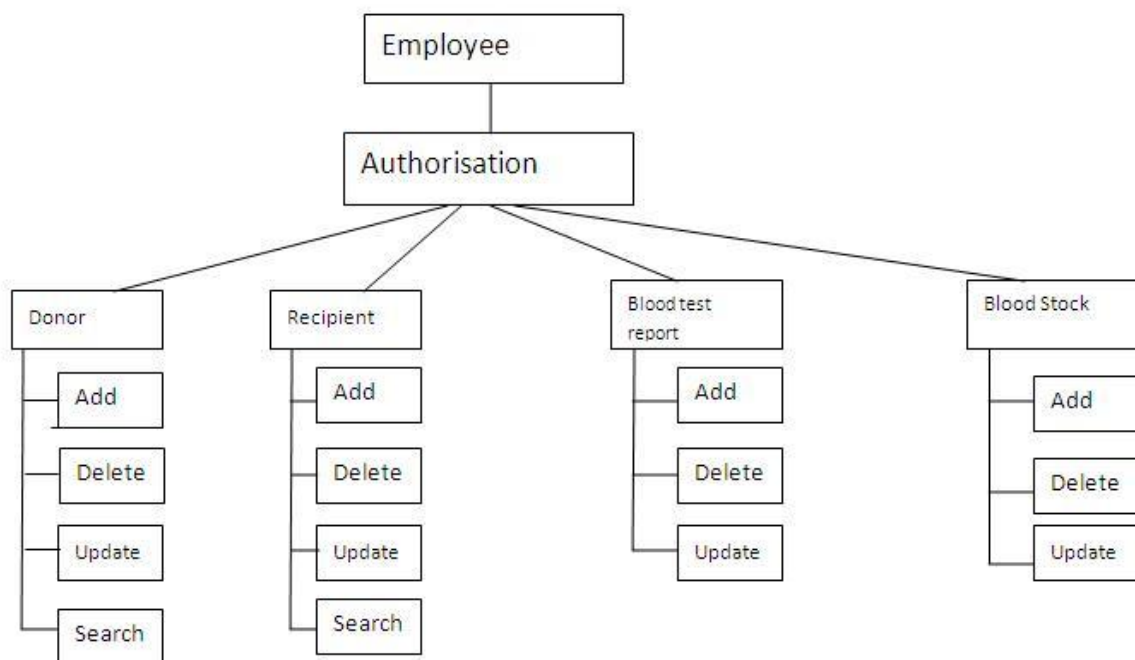 Employee
Authorisation
Donor
Add
Delete
Update
Search
Recipient
Add
Delete
Update
Search
Blood test
report
Add
Delete
Update
Blood Stock
Add
Delete
Update